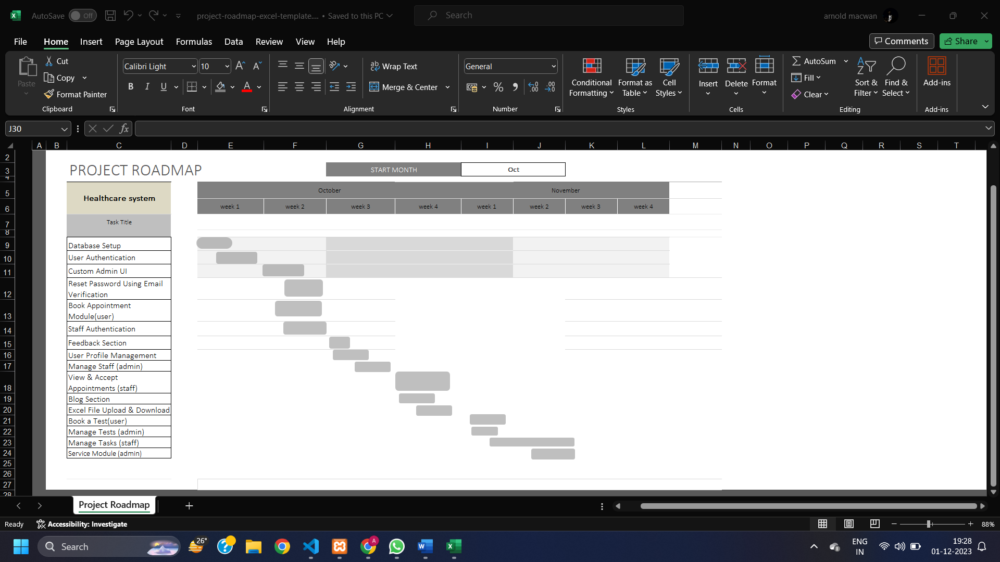 AutoSave Off project-roadmap-excel-template.... • Saved to this PC Search arnold macwan
File Home Insert Page Layout Formulas Data Review View Help Comments Share
Paste
Cut
Copy
Format Painter
Clipboard
Calibri Light 10
B I U A
Font
Wrap Text
Merge & Center
Alignment
General
% , .00 .00
Number
Conditional Formatting
Format as Table
Cell Styles
Styles
Insert Delete Format
Cells
AutoSum
Fill
Clear
Sort & Filter
Find & Select
Editing
Add-ins
Add-ins
J30 fx
A B C D E F G H I J K L M N O P Q R S T
2
3 PROJECT ROADMAP START MONTH Oct
4
5 Healthcare system October November
6 week 1 week 2 week 3 week 4 week 1 week 2 week 3 week 4
7 Task Title
8
9 Database Setup
10 User Authentication
11 Custom Admin UI
Reset Password Using Email
12 Verification
Book Appointment
13 Module(user)
14 Staff Authentication
15 Feedback Section
16 User Profile Management
17 Manage Staff (admin)
View & Accept
18 Appointments (staff)
19 Blog Section
20 Excel File Upload & Download
21 Book a Test(user)
22 Manage Tests (admin)
23 Manage Tasks (staff)
24 Service Module (admin)
25
26
27
28
Project Roadmap
Ready Accessibility: Investigate 88%
Search 26° A ENG 19:28
IN 01-12-2023